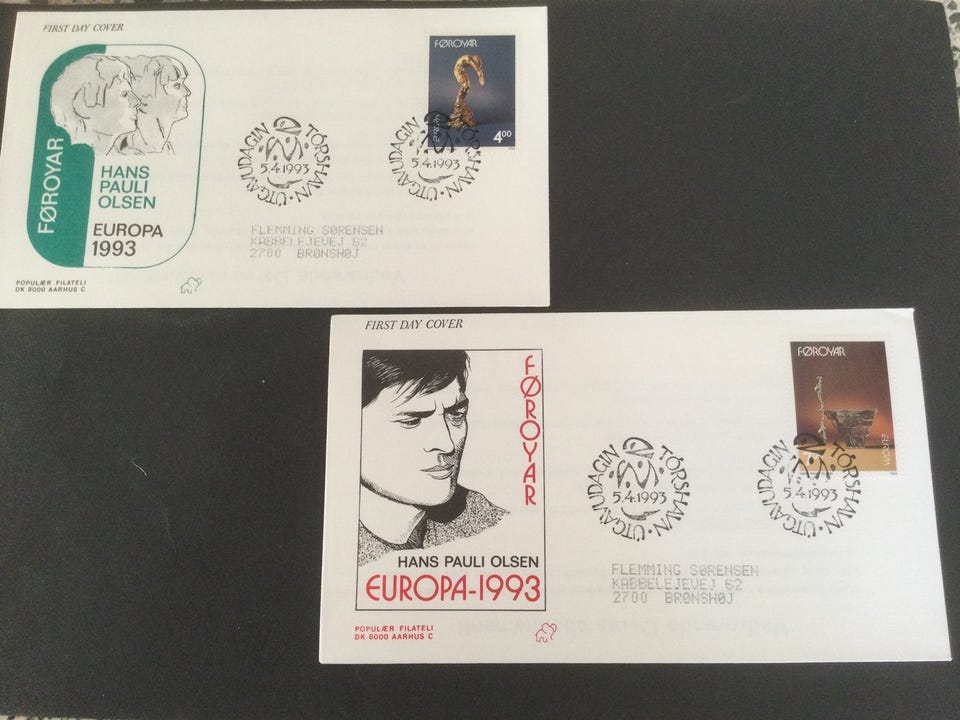 FIRST DAY COVER
FØROYAR
HANS
PAULI
OLSEN
EUROPA
1993
POPULÆR FILATELI
DK 8000 AARHUS C
ÚTGÁVUDAGIN TÓRSHAVN
5.4.1993
FØROYAR
EUROPA
400
ÚTGÁVUDAGIN TÓRSHAVN
5.4.1993
FLEMMING SØRENSEN
KABBELEJEVEJ 62
2700 BRØNSHØJ
FIRST DAY COVER
FØROYAR
HANS PAULI OLSEN
EUROPA-1993
POPULÆR FILATELI
DK 8000 AARHUS C
ÚTGÁVUDAGIN TÓRSHAVN
5.4.1993
FØROYAR
EUROPA
ÚTGÁVUDAGIN TÓRSHAVN
5.4.1993
FLEMMING SØRENSEN
KABBELEJEVEJ 62
2700 BRØNSHØJ